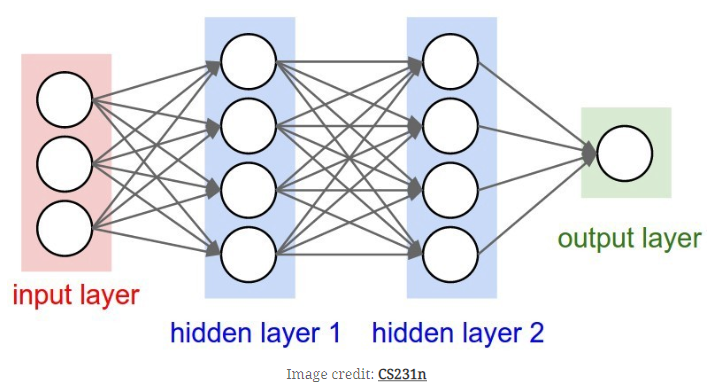 input layer
hidden layer 1
hidden layer 2
output layer
Image credit: CS231n